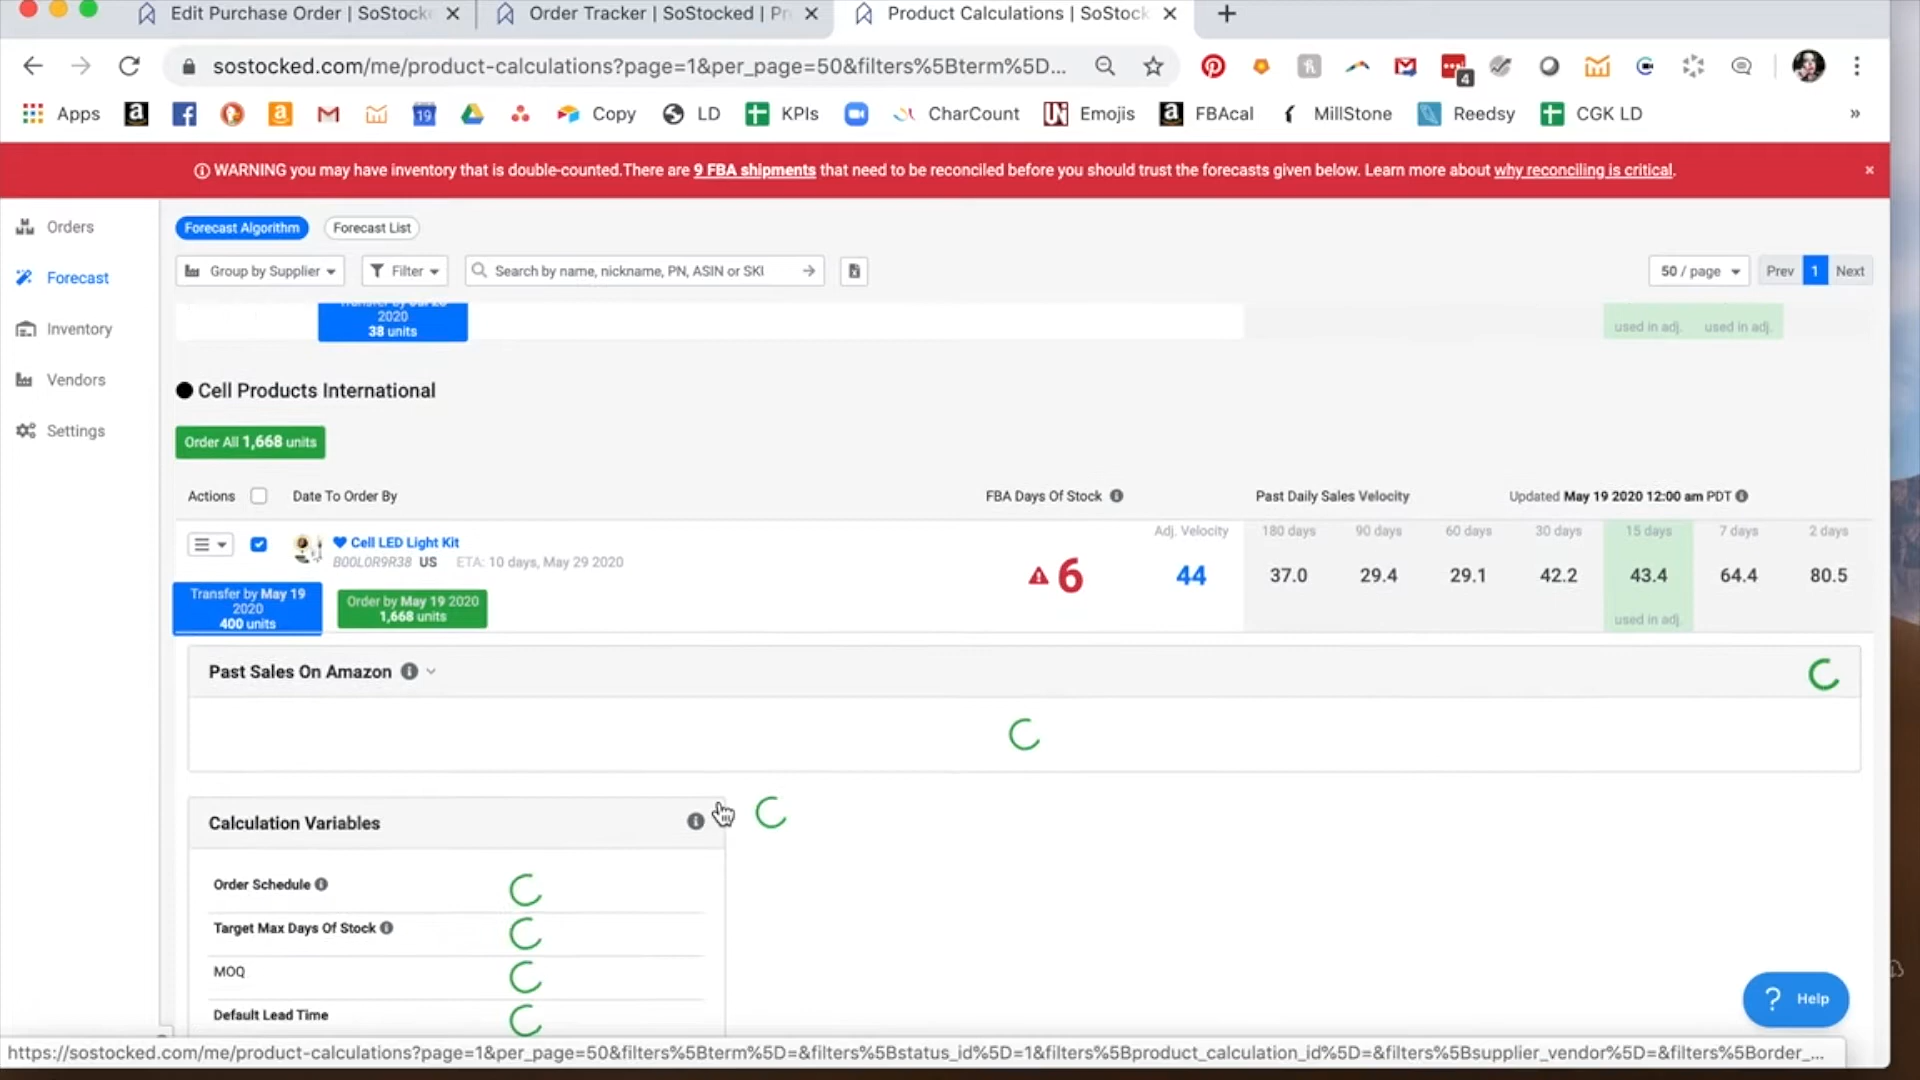 Edit Purchase Order | SoStock
Order Tracker | SoStocked | Pr
Product Calculations | SoStock
sostocked.com/me/product-calculations?page=1&per_page=50&filters%5Bterm%5D...
4
Apps
19
Copy
LD
KPIs
CharCount
Emojis
FBAcal
MillStone
Reedsy
CGK LD
»
WARNING you may have inventory that is double-counted.There are 9 FBA shipments that need to be reconciled before you should trust the forecasts given below. Learn more about why reconciling is critical.
Orders
Forecast
Inventory
Vendors
Settings
Forecast Algorithm
Forecast List
Group by Supplier
Filter
Search by name, nickname, PN, ASIN or SKI
50 / page
Prev
1
Next
2020
38 units
used in adj.
used in adj.
Cell Products International
Order All 1,668 units
Actions
Date To Order By
FBA Days Of Stock
Past Daily Sales Velocity
Updated May 19 2020 12:00 am PDT
Cell LED Light Kit
B00L0R9R38 US ETA: 10 days, May 29 2020
Transfer by May 19
2020
400 units
Order by May 19 2020
1,668 units
6
Adj. Velocity
44
180 days
90 days
60 days
30 days
15 days
7 days
2 days
37.0
29.4
29.1
42.2
43.4
64.4
80.5
used in adj.
Past Sales On Amazon
Calculation Variables
Order Schedule
Target Max Days Of Stock
MOQ
Default Lead Time
? Help
https://sostocked.com/me/product-calculations?page=1&per_page=50&filters%5Bterm%5D=&filters%5Bstatus_id%5D=1&filters%5Bproduct_calculation_id%5D=&filters%5Bsupplier_vendor%5D=&filters%5Border_...